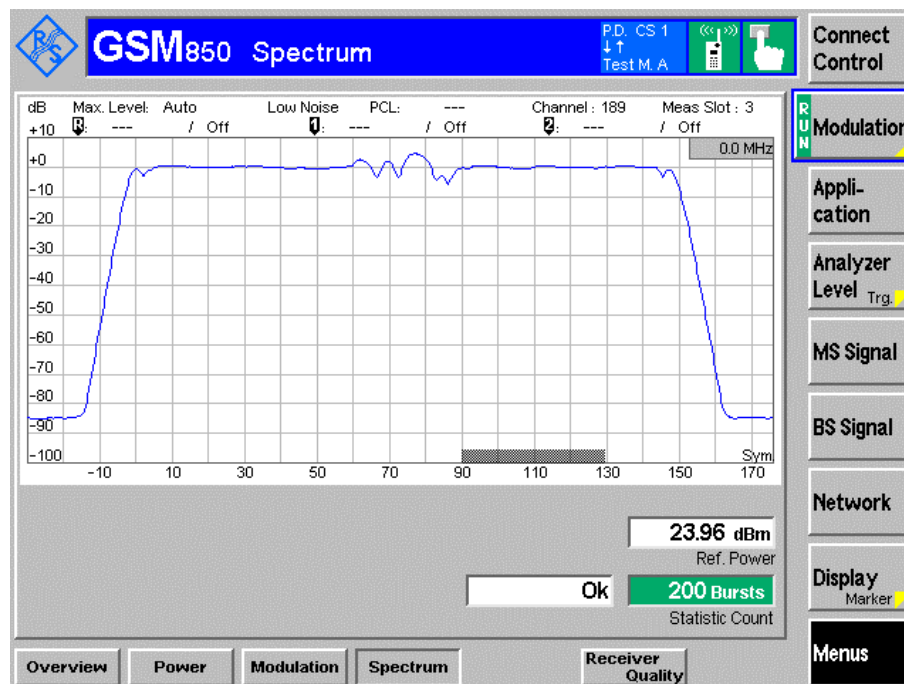 R&S GSM850 Spectrum P.D. CS 1 Connect
↓↑ Control
Test M. A
dB Max. Level: Auto Low Noise PCL: --- Channel : 189 Meas Slot : 3
+10 R: --- / Off 1: --- / Off 2: --- / Off
RUN Modulation
0.0 MHz
+0
-10
-20
-30
-40
-50
-60
-70
-80
-90
-100 Sym
-10 10 30 50 70 90 110 130 150 170
Appli-
cation
Analyzer
Level Trg.
MS Signal
BS Signal
Network
23.96 dBm
Ref. Power
Ok 200 Bursts
Statistic Count
Display
Marker
Overview Power Modulation Spectrum Receiver
Quality
Menus